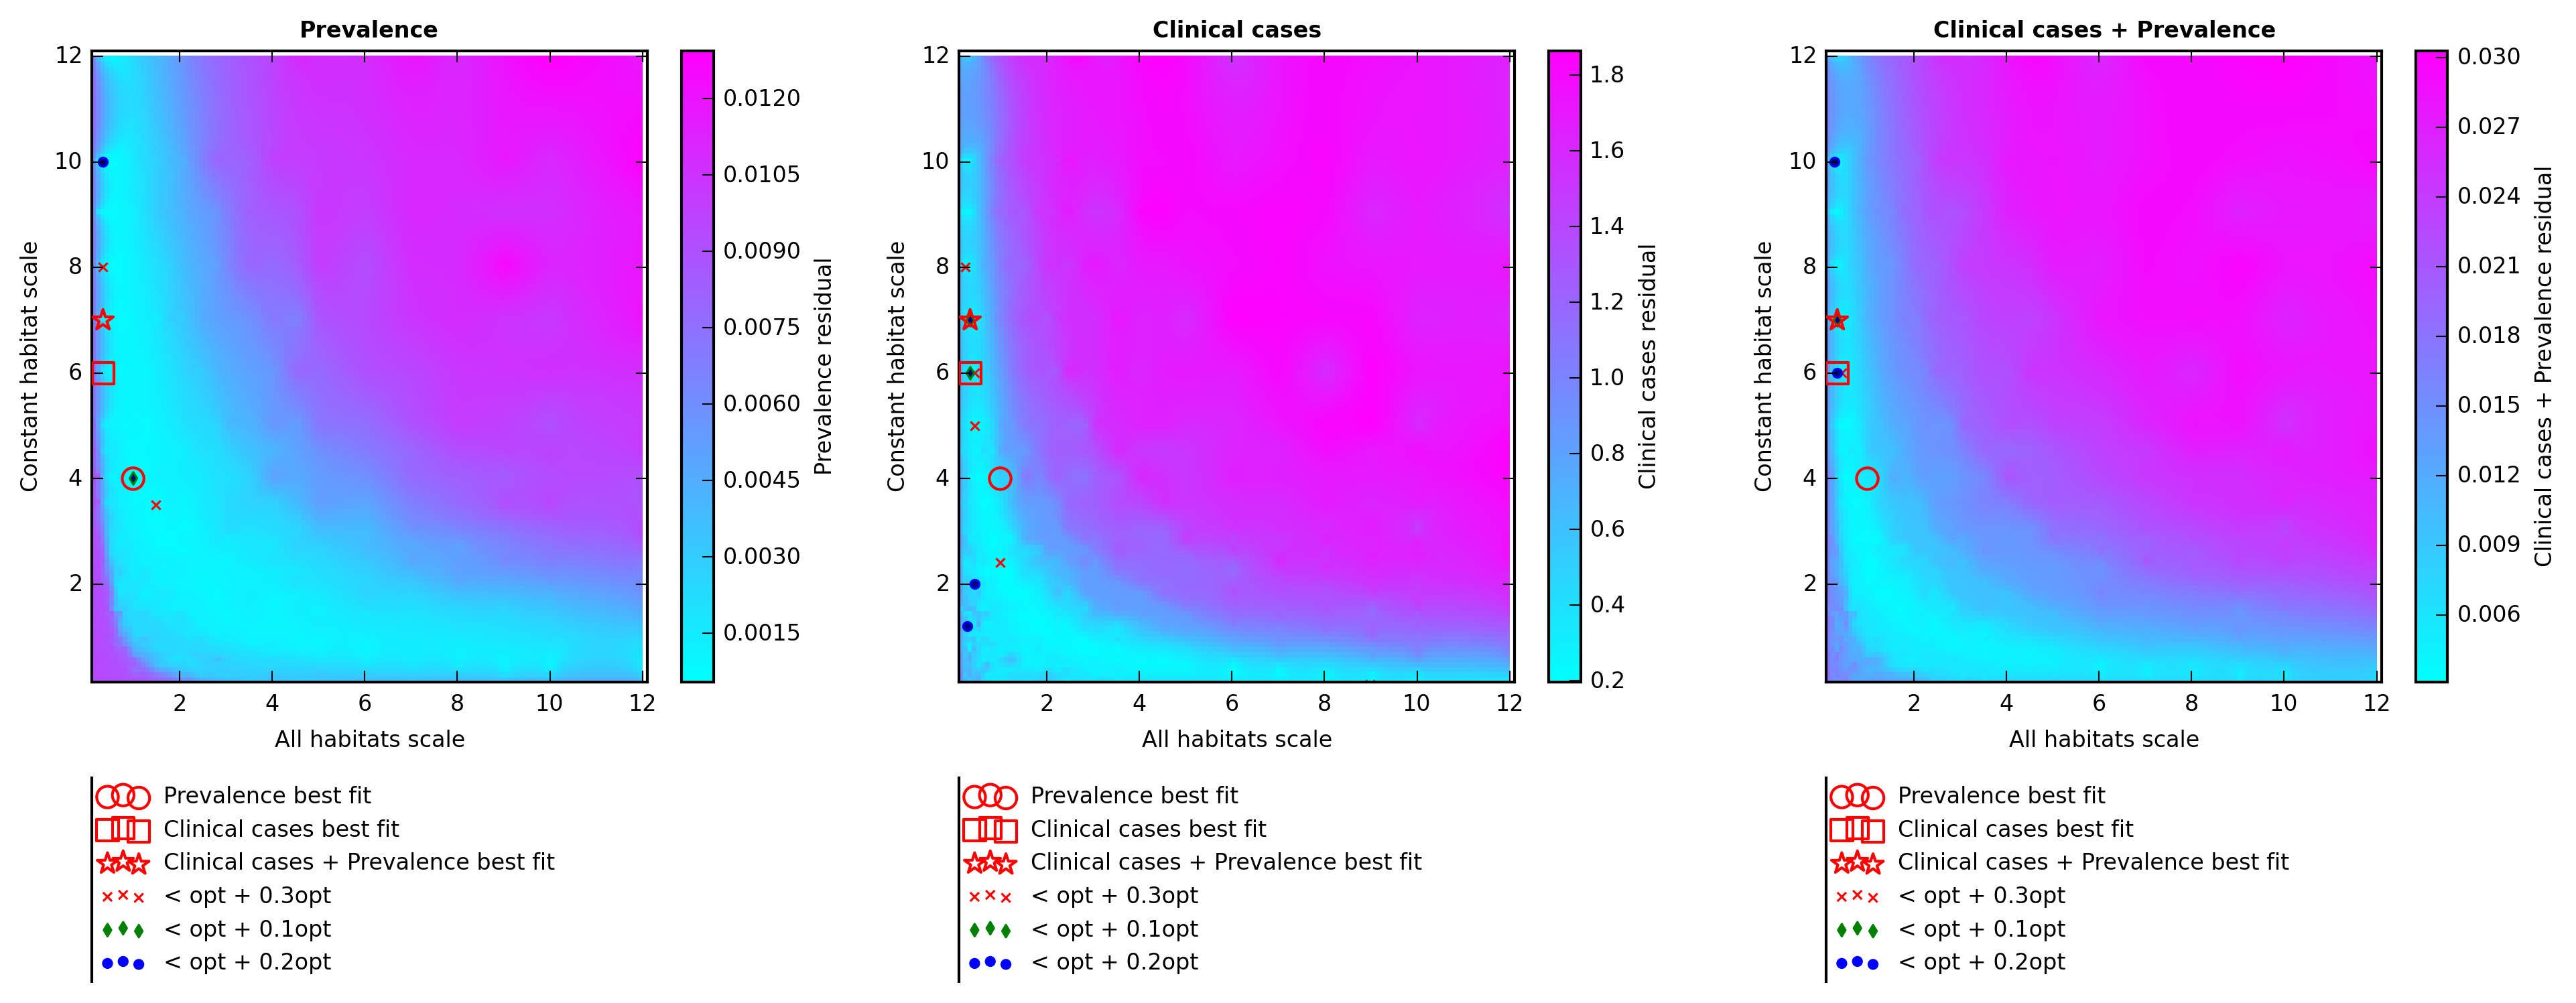 Prevalence
12
10
8
6
4
2
2 4 6 8 10 12
Constant habitat scale
All habitats scale
0.0120
0.0105
0.0090
0.0075
0.0060
0.0045
0.0030
0.0015
Prevalence residual
Prevalence best fit
Clinical cases best fit
Clinical cases + Prevalence best fit
< opt + 0.3opt
< opt + 0.1opt
< opt + 0.2opt
Clinical cases
12
10
8
6
4
2
2 4 6 8 10 12
Constant habitat scale
All habitats scale
1.8
1.6
1.4
1.2
1.0
0.8
0.6
0.4
0.2
Clinical cases residual
Prevalence best fit
Clinical cases best fit
Clinical cases + Prevalence best fit
< opt + 0.3opt
< opt + 0.1opt
< opt + 0.2opt
Clinical cases + Prevalence
12
10
8
6
4
2
2 4 6 8 10 12
Constant habitat scale
All habitats scale
0.030
0.027
0.024
0.021
0.018
0.015
0.012
0.009
0.006
Clinical cases + Prevalence residual
Prevalence best fit
Clinical cases best fit
Clinical cases + Prevalence best fit
< opt + 0.3opt
< opt + 0.1opt
< opt + 0.2opt